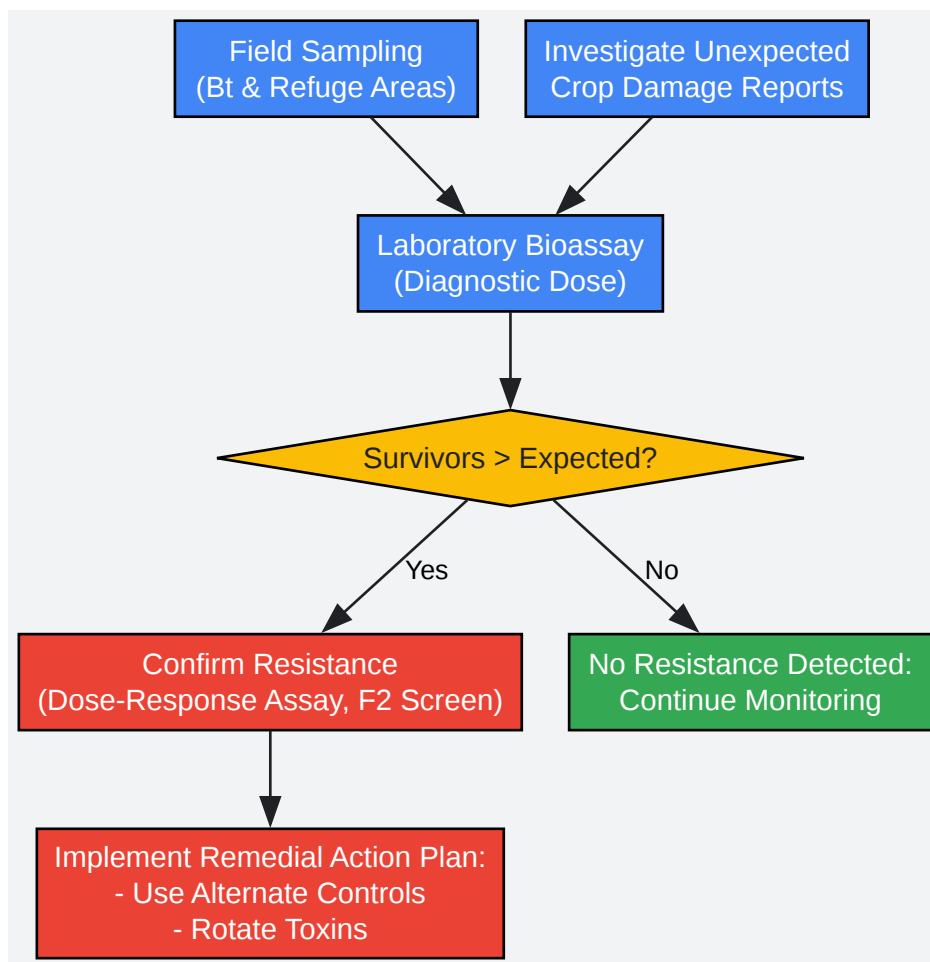 Field Sampling
(Bt & Refuge Areas)
Investigate Unexpected
Crop Damage Reports
Laboratory Bioassay
(Diagnostic Dose)
Survivors > Expected?
Yes
No
Confirm Resistance
(Dose-Response Assay, F2 Screen)
No Resistance Detected:
Continue Monitoring
Implement Remedial Action Plan:
- Use Alternate Controls
- Rotate Toxins